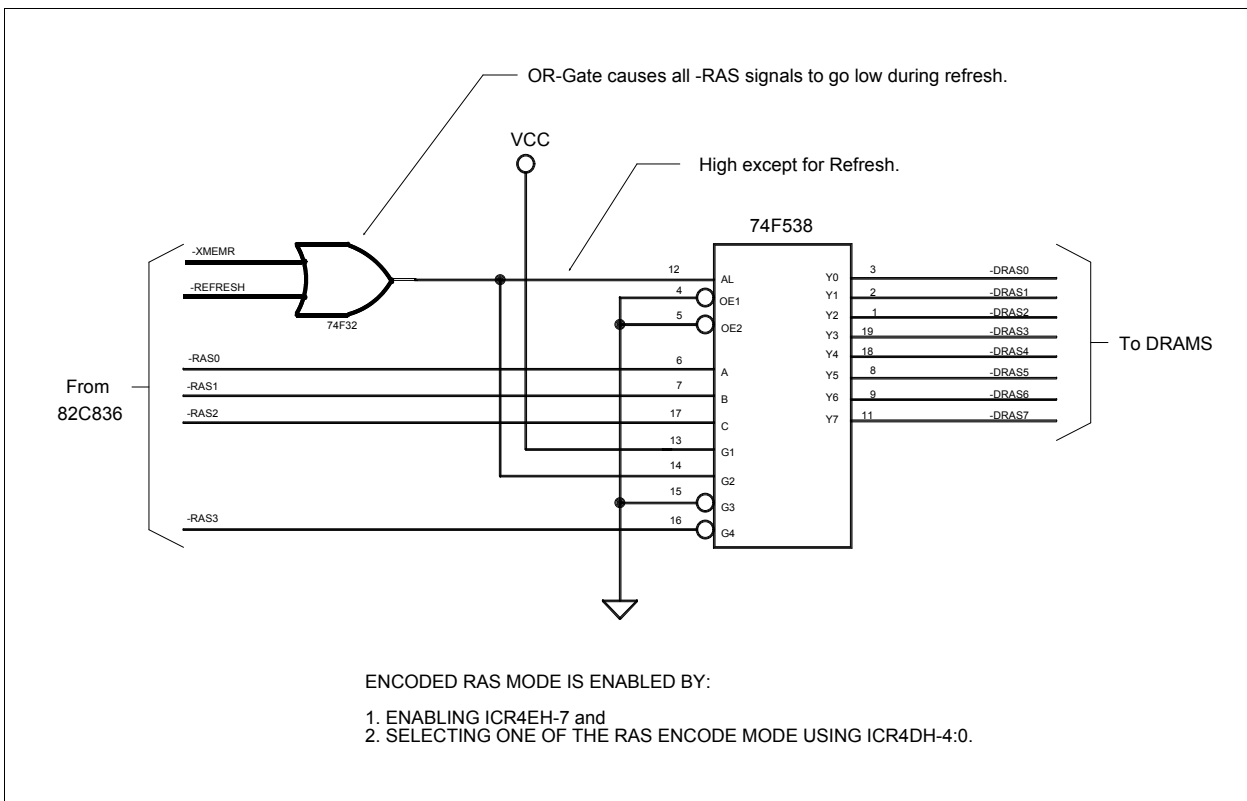 OR-Gate causes all -RAS signals to go low during refresh.
VCC
High except for Refresh.
74F538
-XMEMR
-REFRESH
74F32
-RAS0
-RAS1
-RAS2
-RAS3
From
82C836
12
4
5
6
7
17
13
14
15
16
AL
OE1
OE2
A
B
C
G1
G2
G3
G4
Y0
Y1
Y2
Y3
Y4
Y5
Y6
Y7
3
2
1
19
18
8
9
11
-DRAS0
-DRAS1
-DRAS2
-DRAS3
-DRAS4
-DRAS5
-DRAS6
-DRAS7
To DRAMS
ENCODED RAS MODE IS ENABLED BY:
1. ENABLING ICR4EH-7 and
2. SELECTING ONE OF THE RAS ENCODE MODE USING ICR4DH-4:0.